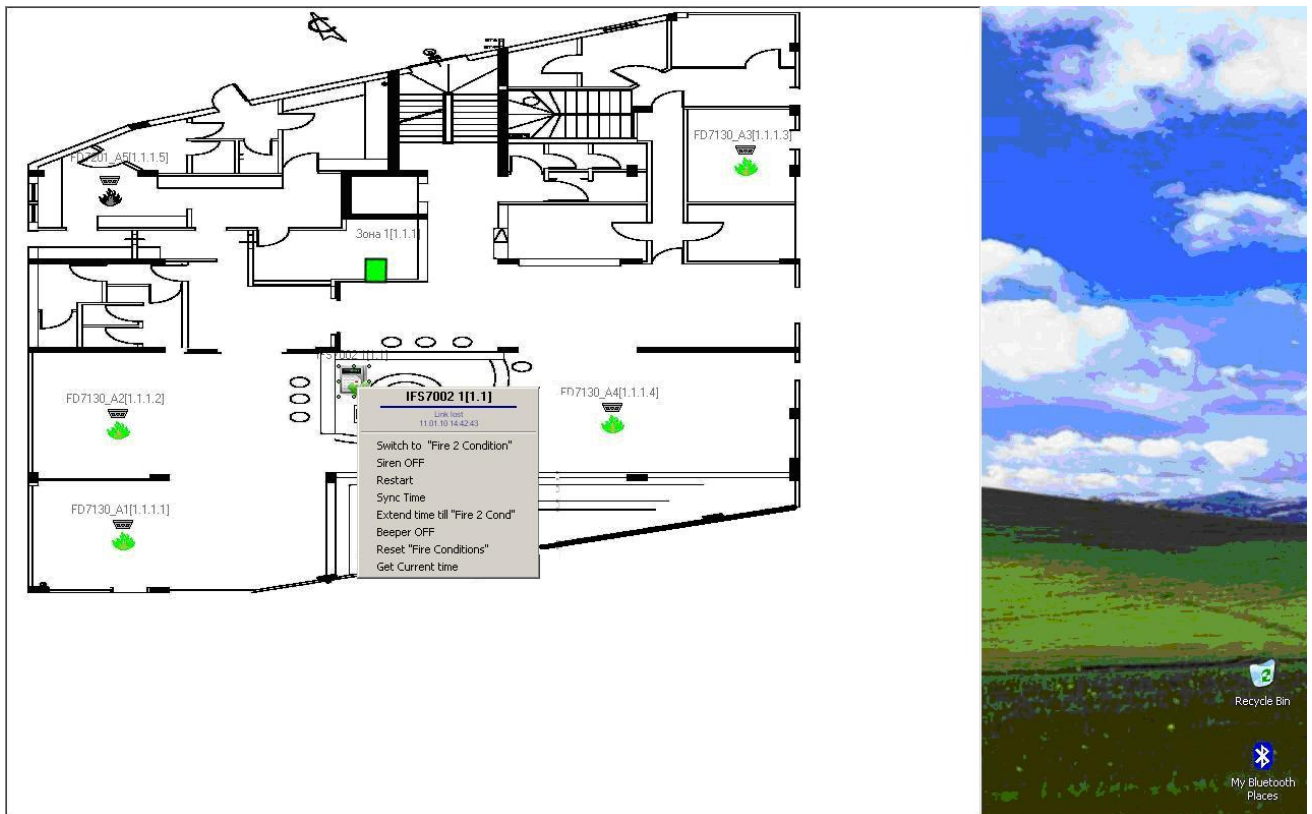 FD7130_A3[1.1.1.3]
FD7201_A5[1.1.1.5]
Зона 1[1.1.1]
IFS7002 1[1.1]
FD7130_A2[1.1.1.2]
FD7130_A4[1.1.1.4]
IFS7002 1[1.1]
Link lost
11.01.10 14:42:43
Switch to "Fire 2 Condition"
Siren OFF
Restart
Sync Time
Extend time till "Fire 2 Cond"
Beeper OFF
Reset "Fire Conditions"
Get Current time
FD7130_A1[1.1.1.1]
Recycle Bin
My Bluetooth
Places